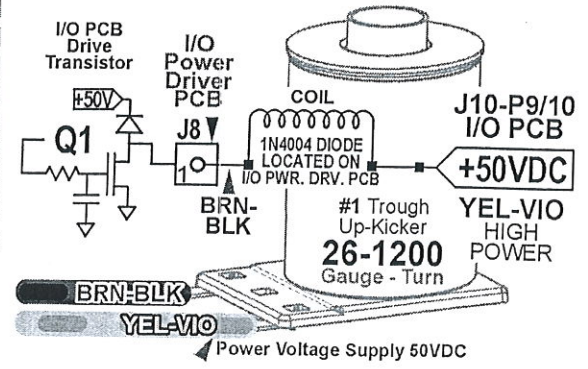 I/O PCB
Drive
Transistor
+50V
Q1
I/O
Power
Driver
PCB
J8
1
BRN-
BLK
COIL
1N4004 DIODE
LOCATED ON
I/O PWR. DRV. PCB
#1 Trough
Up-Kicker
26-1200
Gauge - Turn
J10-P9/10
I/O PCB
+50VDC
YEL-VIO
HIGH
POWER
BRN-BLK
YEL-VIO
Power Voltage Supply 50VDC